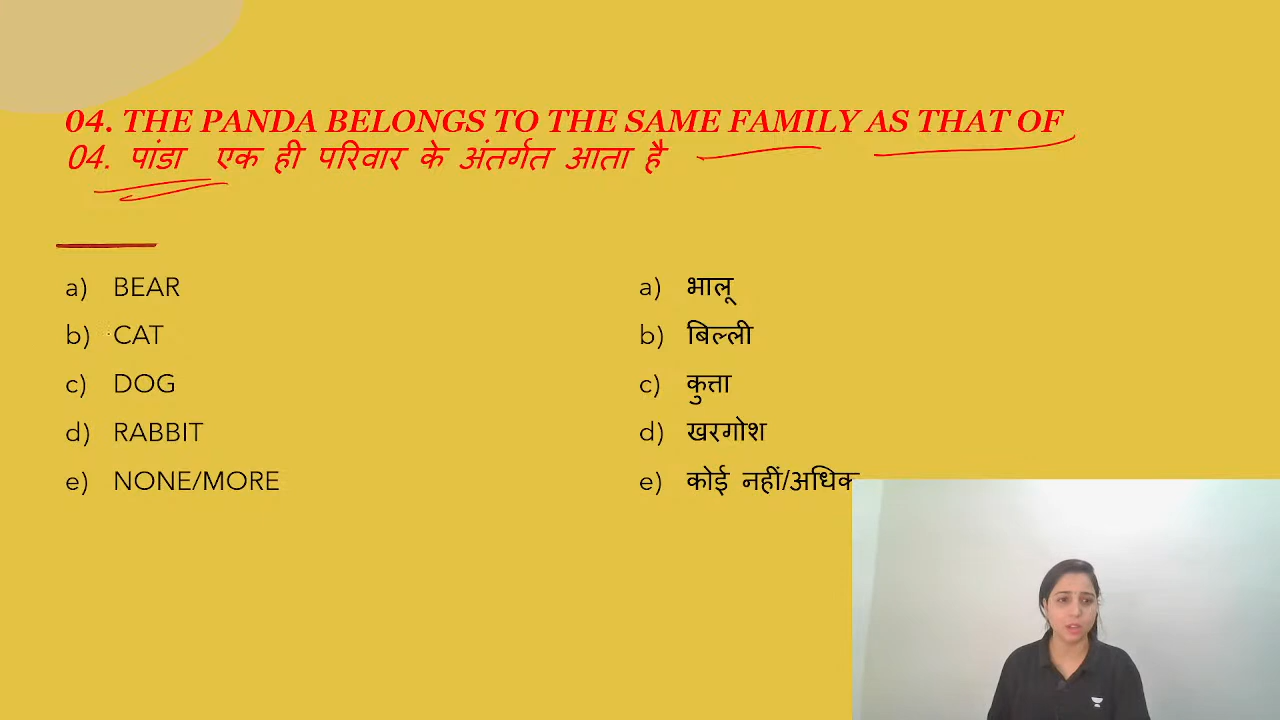 04. THE PANDA BELONGS TO THE SAME FAMILY AS THAT OF
04. पांडा एक ही परिवार के अंतर्गत आता है
a) BEAR
b) CAT
c) DOG
d) RABBIT
e) NONE/MORE
a) भालू
b) बिल्ली
c) कुत्ता
d) खरगोश
e) कोई नहीं/अधिक